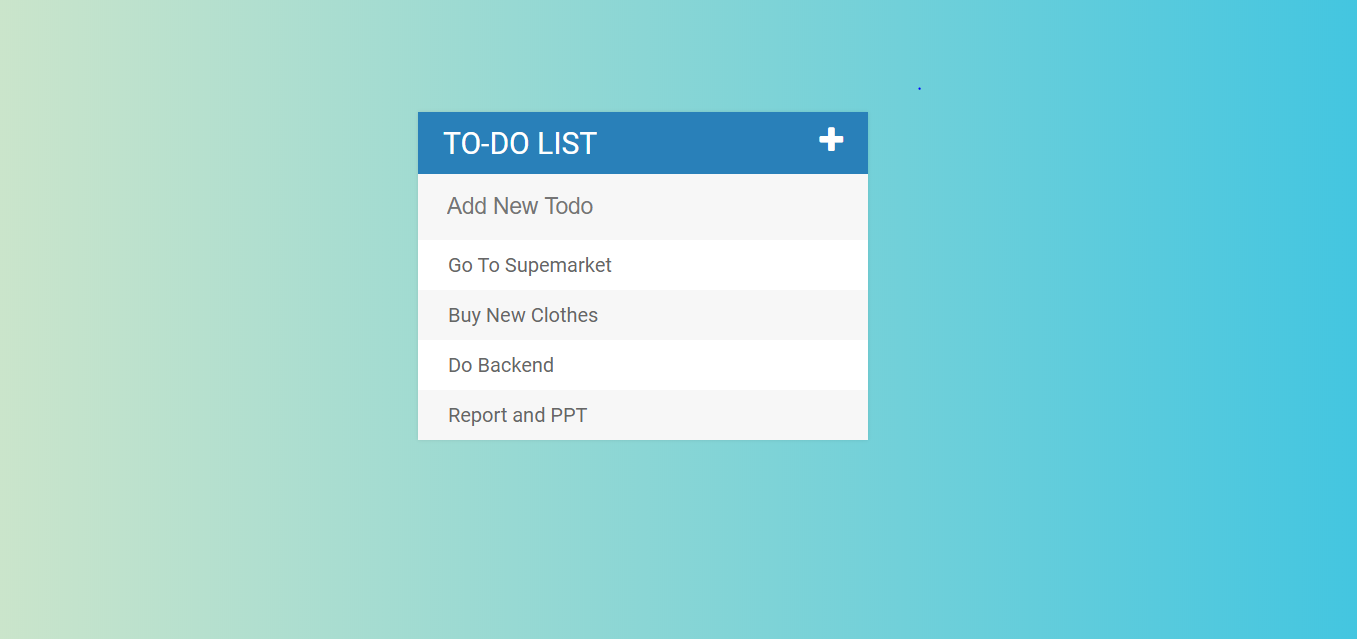 TO-DO LIST
Add New Todo
Go To Supemarket
Buy New Clothes
Do Backend
Report and PPT